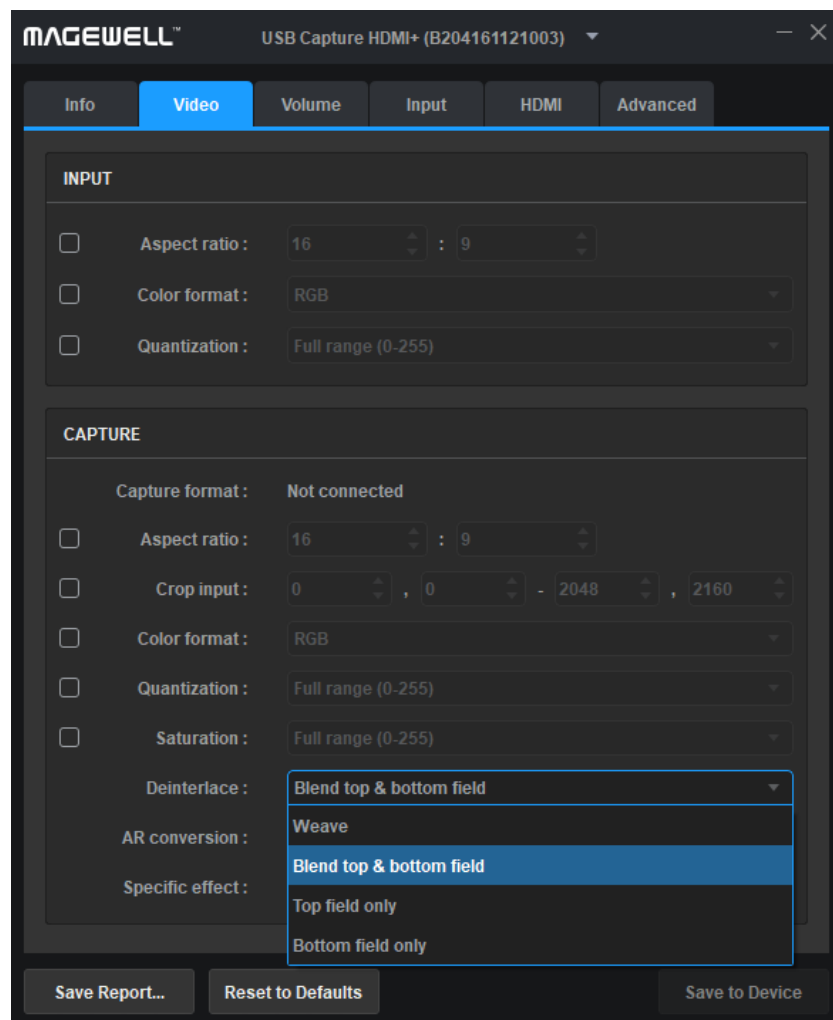 MAGEWELL™ USB Capture HDMI+ (B204161121003)
Info Video Volume Input HDMI Advanced
INPUT
Aspect ratio : 16 : 9
Color format : RGB
Quantization : Full range (0-255)
CAPTURE
Capture format : Not connected
Aspect ratio : 16 : 9
Crop input : 0 , 0 - 2048 , 2160
Color format : RGB
Quantization : Full range (0-255)
Saturation : Full range (0-255)
Deinterlace : Blend top & bottom field
Weave
AR conversion :
Blend top & bottom field
Specific effect :
Top field only
Bottom field only
Save Report... Reset to Defaults Save to Device